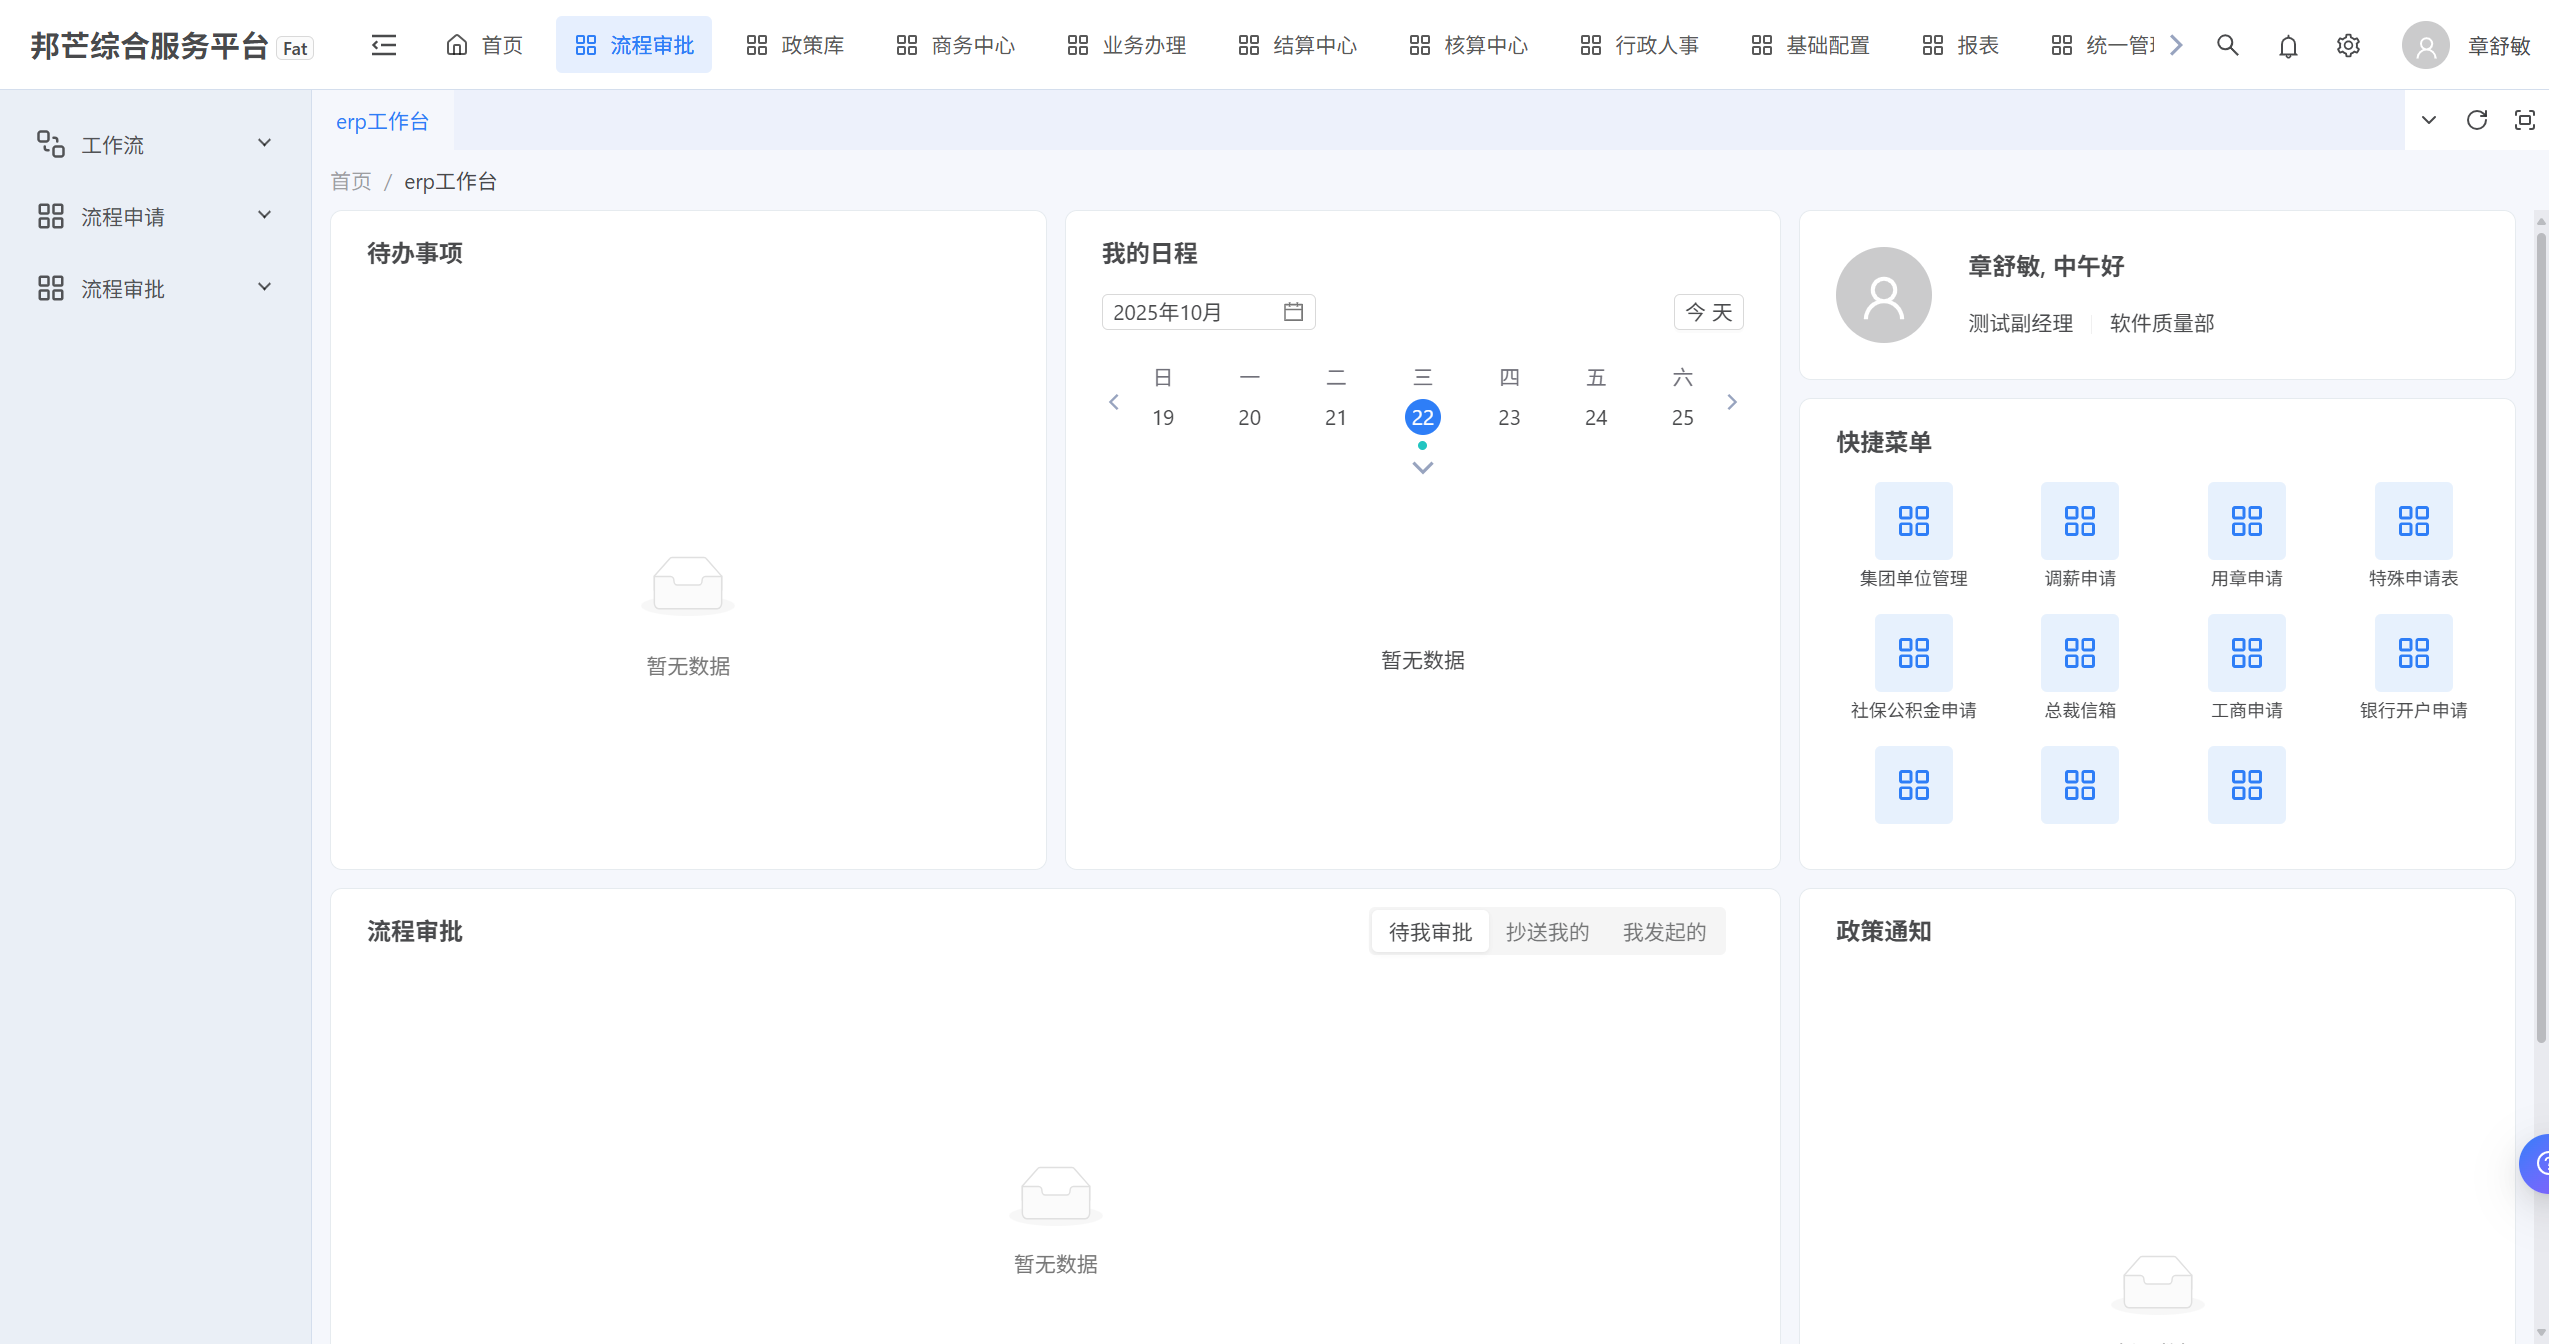 邦芒综合服务平台 Fat
首页 流程审批 政策库 商务中心 业务办理 结算中心 核算中心 行政人事 基础配置 报表 统一管 章舒敏
工作流
流程申请
流程审批
erp工作台
首页 / erp工作台
待办事项
暂无数据
我的日程
2025年10月 今 天
日 一 二 三 四 五 六
19 20 21 22 23 24 25
暂无数据
章舒敏, 中午好
测试副经理 软件质量部
快捷菜单
集团单位管理 调薪申请 用章申请 特殊申请表
社保公积金申请 总裁信箱 工商申请 银行开户申请
流程审批
待我审批 抄送我的 我发起的
暂无数据
政策通知